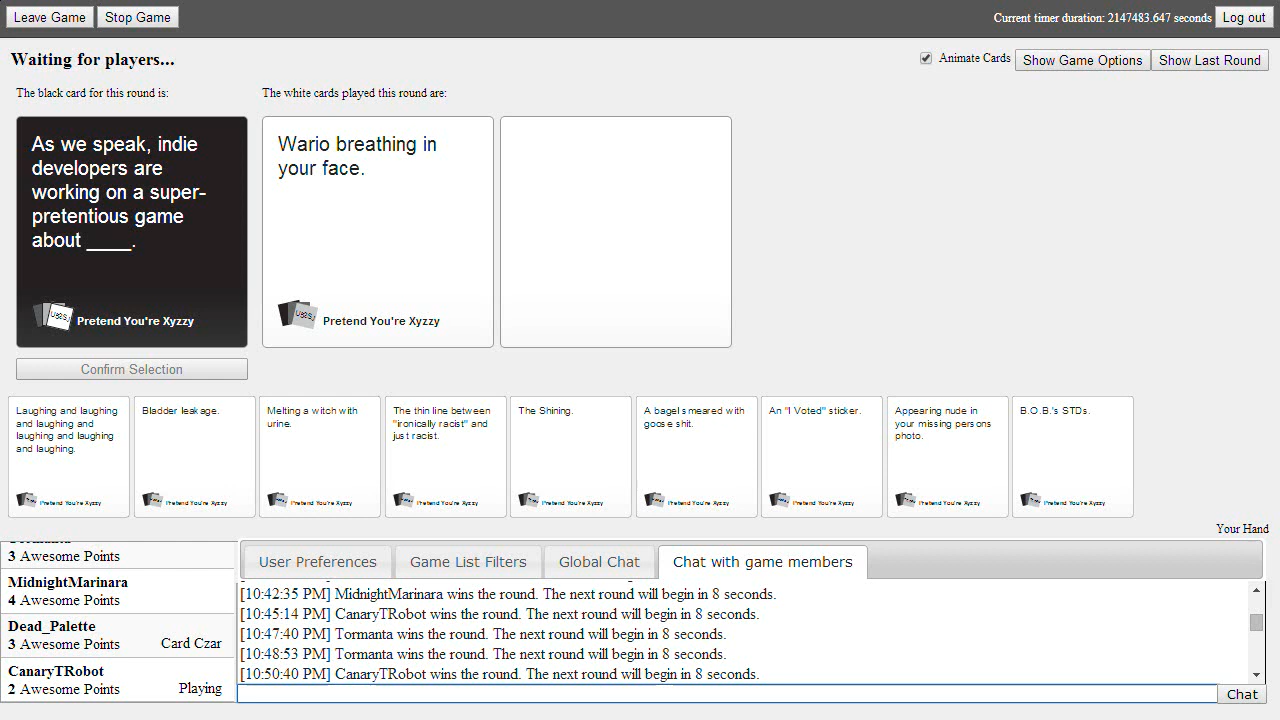 Leave Game
Stop Game
Current timer duration: 2147483.647 seconds
Log out
Waiting for players...
Animate Cards
Show Game Options
Show Last Round
The black card for this round is:
The white cards played this round are:
As we speak, indie
developers are
working on a super-
pretentious game
about ____.
Pretend You're Xyzzy
Wario breathing in
your face.
Pretend You're Xyzzy
Confirm Selection
Laughing and laughing
and laughing and
laughing and laughing
and laughing.
Pretend You're Xyzzy
Bladder leakage.
Pretend You're Xyzzy
Melting a witch with
urine.
Pretend You're Xyzzy
The thin line between
"ironically racist" and
just racist.
Pretend You're Xyzzy
The Shining.
Pretend You're Xyzzy
A bagel smeared with
goose shit.
Pretend You're Xyzzy
An "I Voted" sticker.
Pretend You're Xyzzy
Appearing nude in
your missing persons
photo.
Pretend You're Xyzzy
B.O.B.'s STDs.
Pretend You're Xyzzy
Your Hand
3 Awesome Points
MidnightMarinara
4 Awesome Points
Dead_Palette
3 Awesome Points
Card Czar
CanaryTRobot
2 Awesome Points
Playing
User Preferences
Game List Filters
Global Chat
Chat with game members
[10:42:35 PM] MidnightMarinara wins the round. The next round will begin in 8 seconds.
[10:45:14 PM] CanaryTRobot wins the round. The next round will begin in 8 seconds.
[10:47:40 PM] Tormanta wins the round. The next round will begin in 8 seconds.
[10:48:53 PM] Tormanta wins the round. The next round will begin in 8 seconds.
[10:50:40 PM] CanaryTRobot wins the round. The next round will begin in 8 seconds.
Chat